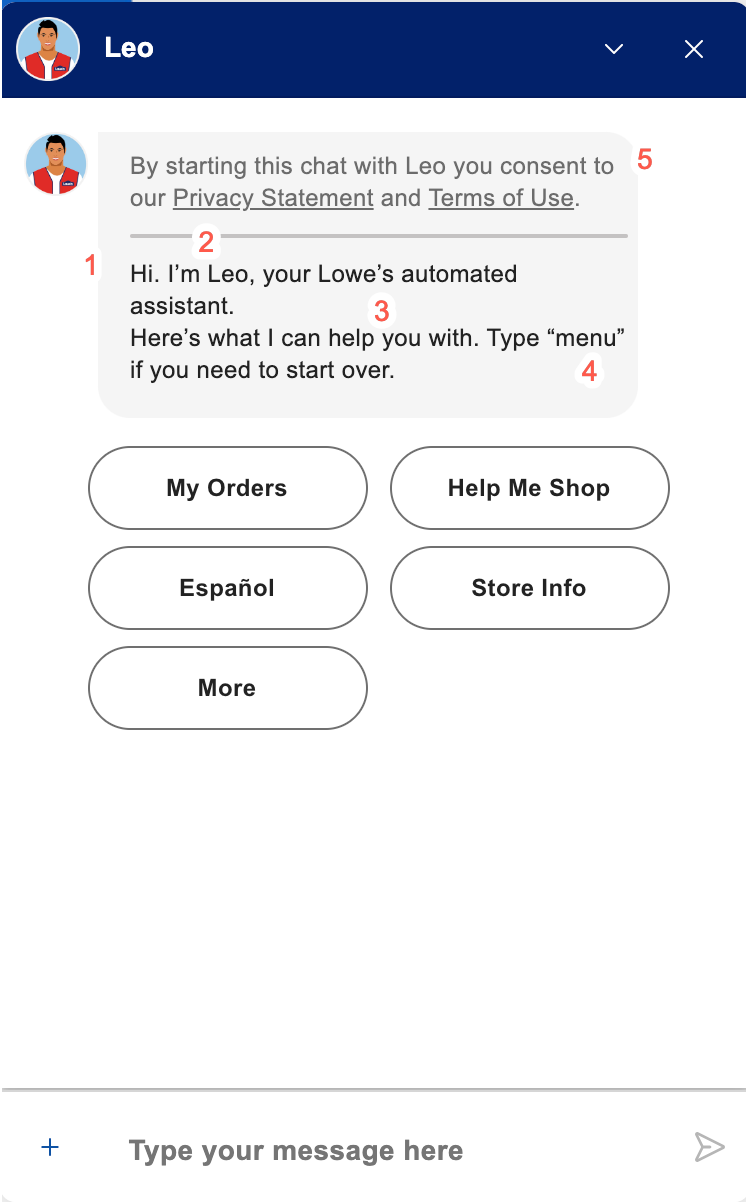 Leo
By starting this chat with Leo you consent to
5
our Privacy Statement and Terms of Use.
2
1
Hi. I’m Leo, your Lowe’s automated
assistant.
3
Here’s what I can help you with. Type “menu”
if you need to start over.
4
My Orders
Help Me Shop
Español
Store Info
More
+
Type your message here